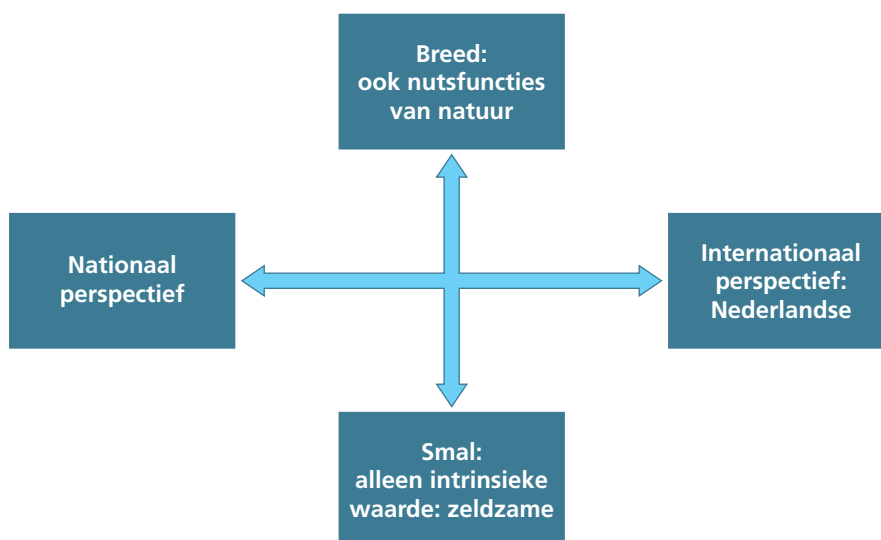 Breed:
ook nutsfuncties
van natuur
Nationaal
perspectief
Internationaal
perspectief:
Nederlandse
Smal:
alleen intrinsieke
waarde: zeldzame